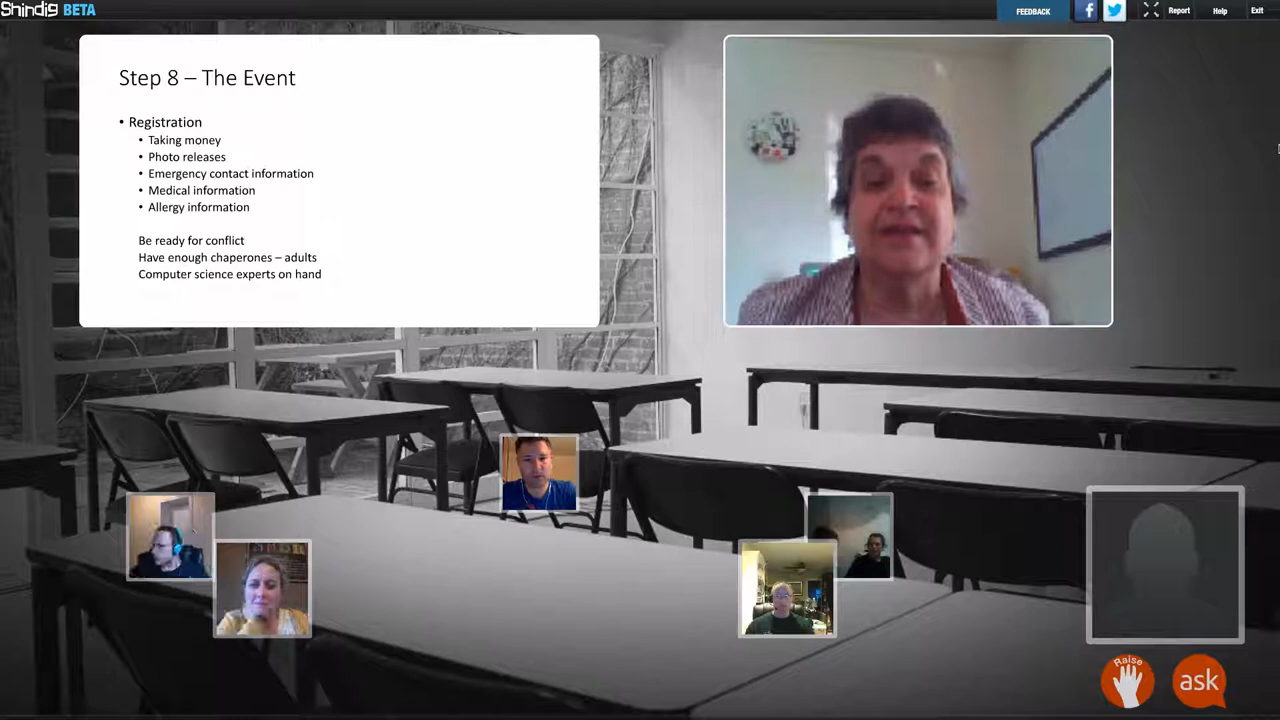 Shindig BETA
FEEDBACK
f
Report
Help
Exit
Step 8 – The Event
• Registration
• Taking money
• Photo releases
• Emergency contact information
• Medical information
• Allergy information
Be ready for conflict
Have enough chaperones – adults
Computer science experts on hand
Raise
ask